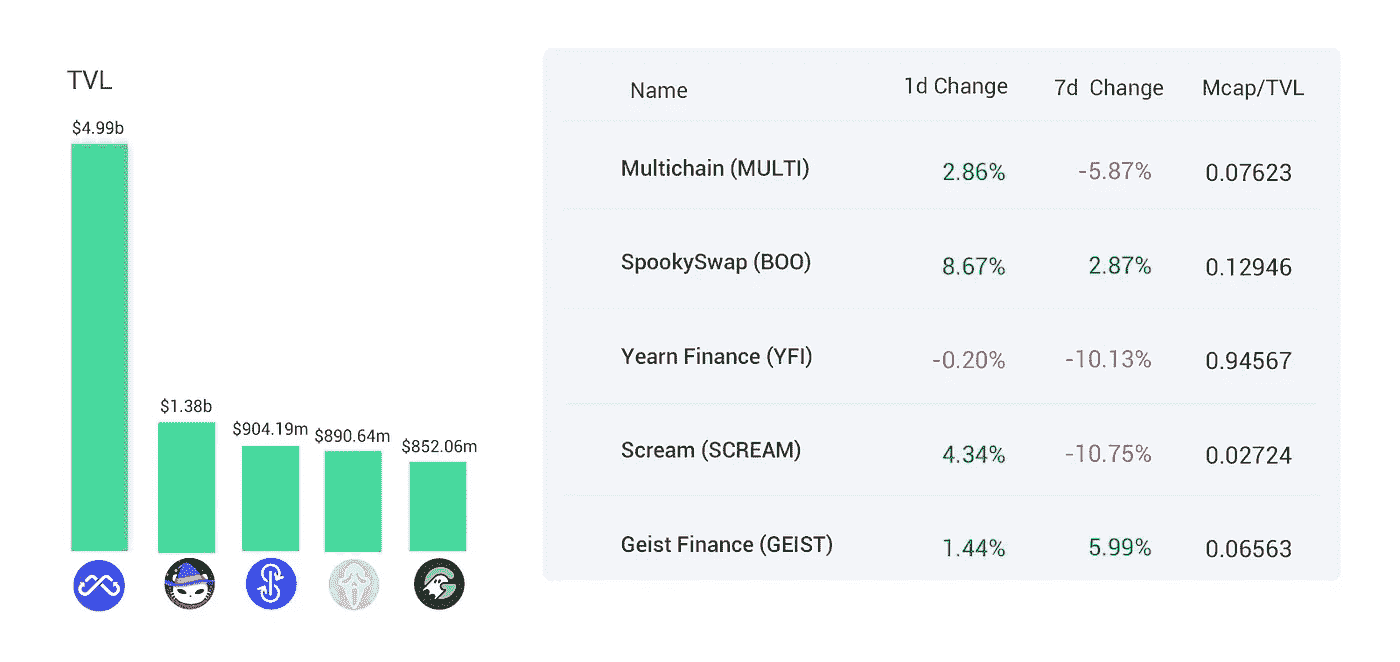 TVL
$4.99b
$1.38b
$904.19m
$890.64m
$852.06m
Name 1d Change 7d Change Mcap/TVL
Multichain (MULTI) 2.86% -5.87% 0.07623
SpookySwap (BOO) 8.67% 2.87% 0.12946
Yearn Finance (YFI) -0.20% -10.13% 0.94567
Scream (SCREAM) 4.34% -10.75% 0.02724
Geist Finance (GEIST) 1.44% 5.99% 0.06563